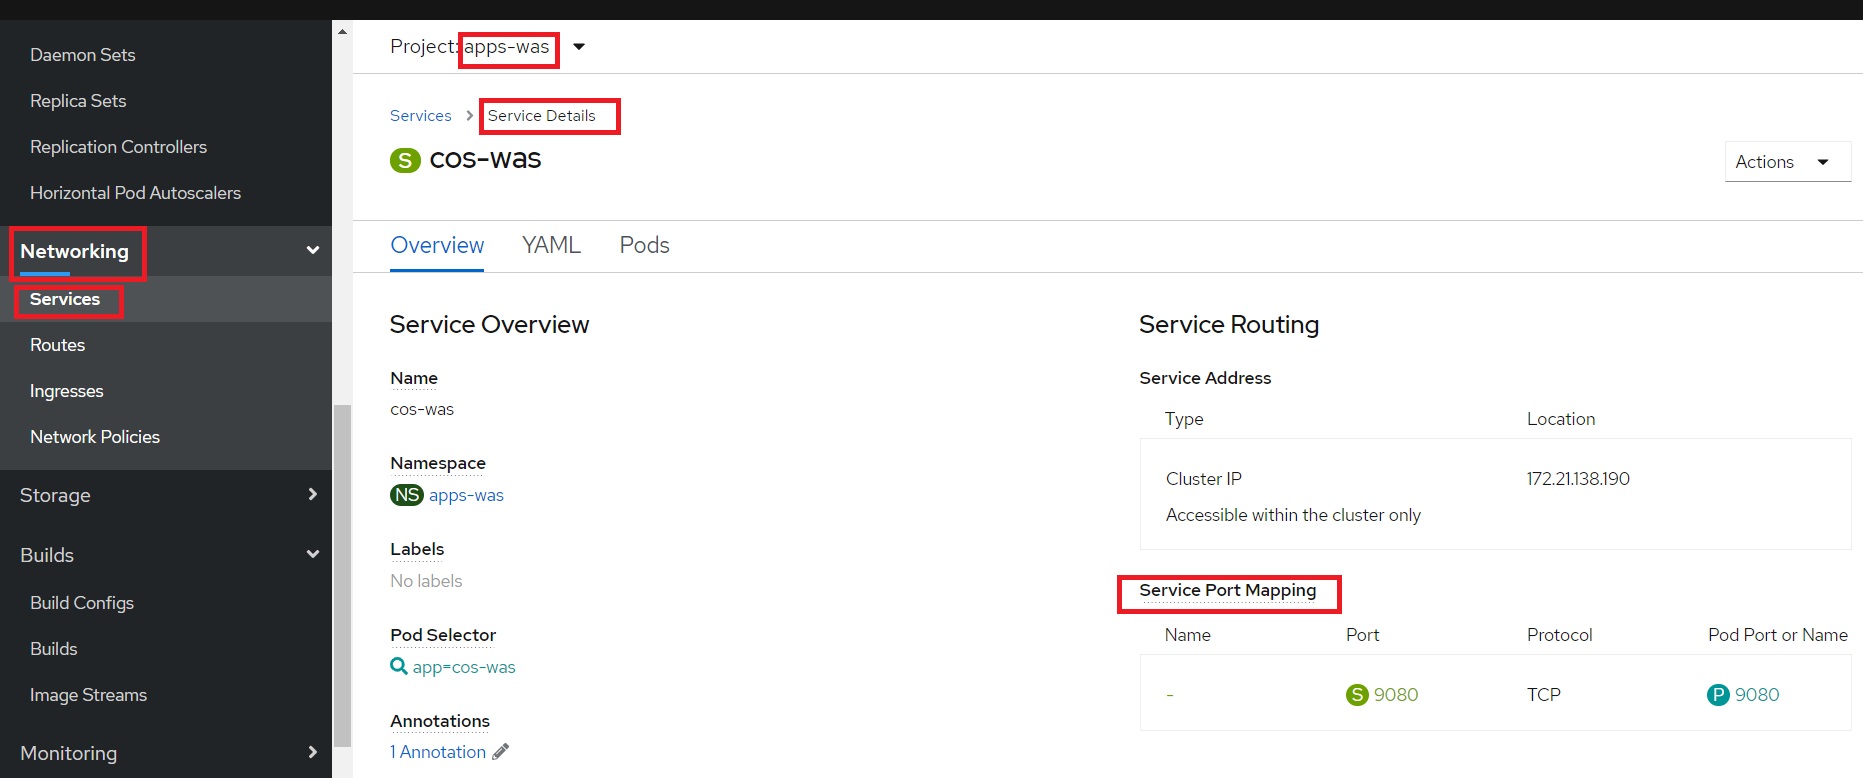 Daemon Sets
Replica Sets
Replication Controllers
Horizontal Pod Autoscalers
Networking
Services
Routes
Ingresses
Network Policies
Storage
Builds
Build Configs
Builds
Image Streams
Monitoring
Project: apps-was
Services > Service Details
S cos-was
Actions
Overview YAML Pods
Service Overview
Name
cos-was
Namespace
NS apps-was
Labels
No labels
Pod Selector
app=cos-was
Annotations
1 Annotation
Service Routing
Service Address
Type Location
Cluster IP 172.21.138.190
Accessible within the cluster only
Service Port Mapping
Name Port Protocol Pod Port or Name
- S 9080 TCP P 9080